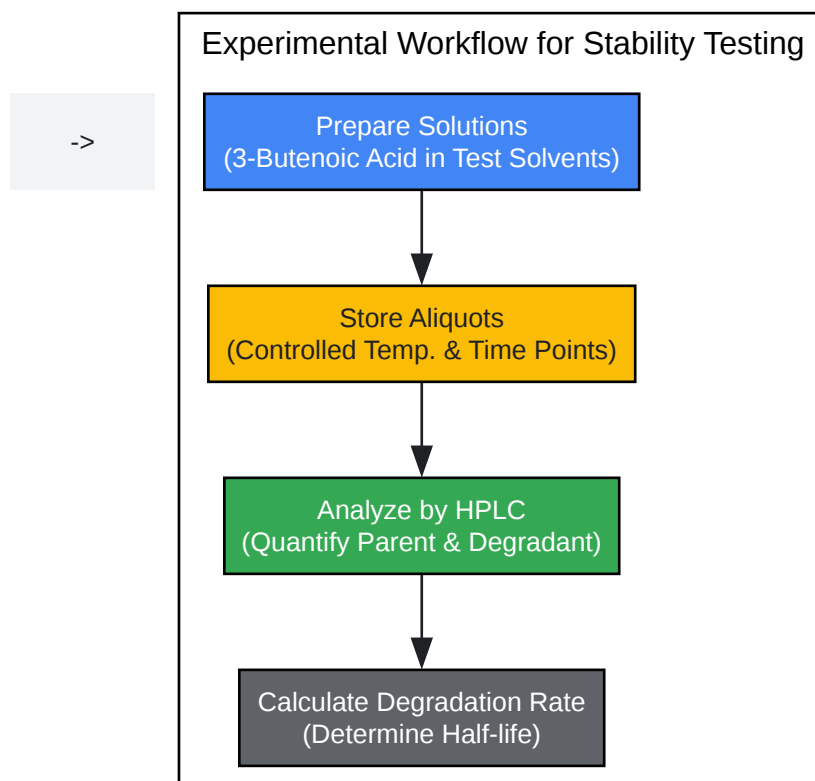 Experimental Workflow for Stability Testing
->
Prepare Solutions
(3-Butenoic Acid in Test Solvents)
Store Aliquots
(Controlled Temp. & Time Points)
Analyze by HPLC
(Quantify Parent & Degradant)
Calculate Degradation Rate
(Determine Half-life)